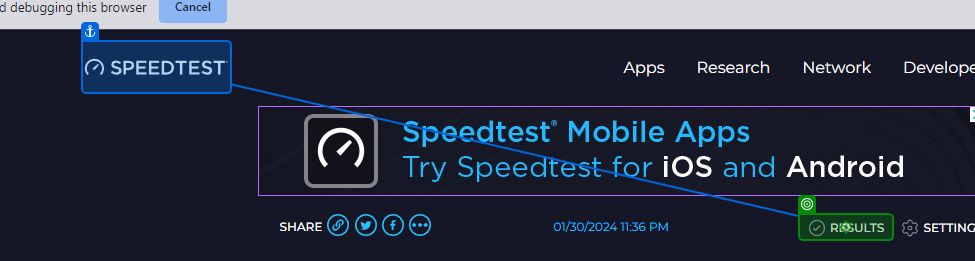 d debugging this browser Cancel
SPEEDTEST
Apps Research Network Develope
Speedtest® Mobile Apps
Try Speedtest for iOS and Android
SHARE 01/30/2024 11:36 PM RESULTS SETTING